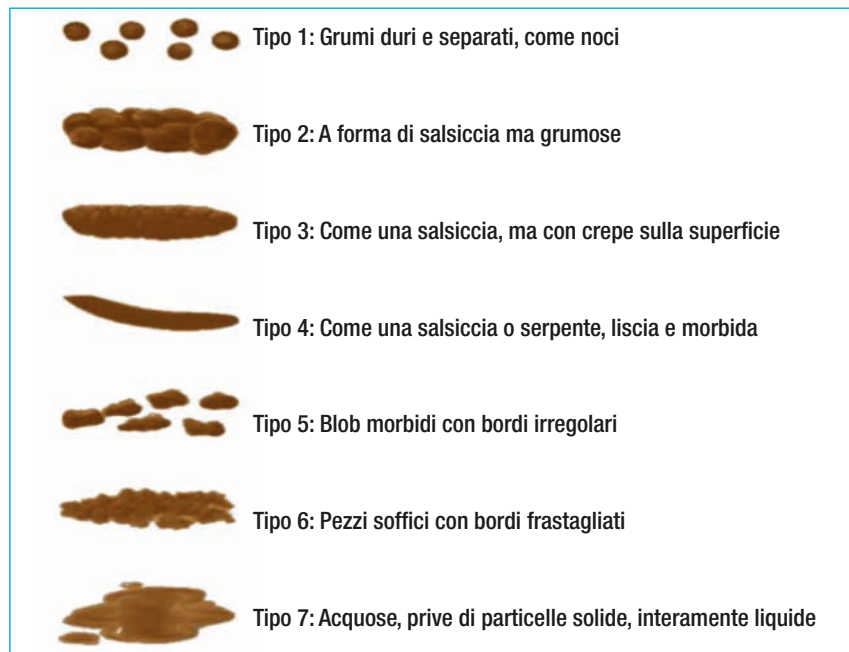 Tipo 1: Grumi duri e separati, come noci
Tipo 2: A forma di salsiccia ma grumose
Tipo 3: Come una salsiccia, ma con crepe sulla superficie
Tipo 4: Come una salsiccia o serpente, liscia e morbida
Tipo 5: Blob morbidi con bordi irregolari
Tipo 6: Pezzi soffici con bordi frastagliati
Tipo 7: Acquose, prive di particelle solide, interamente liquide